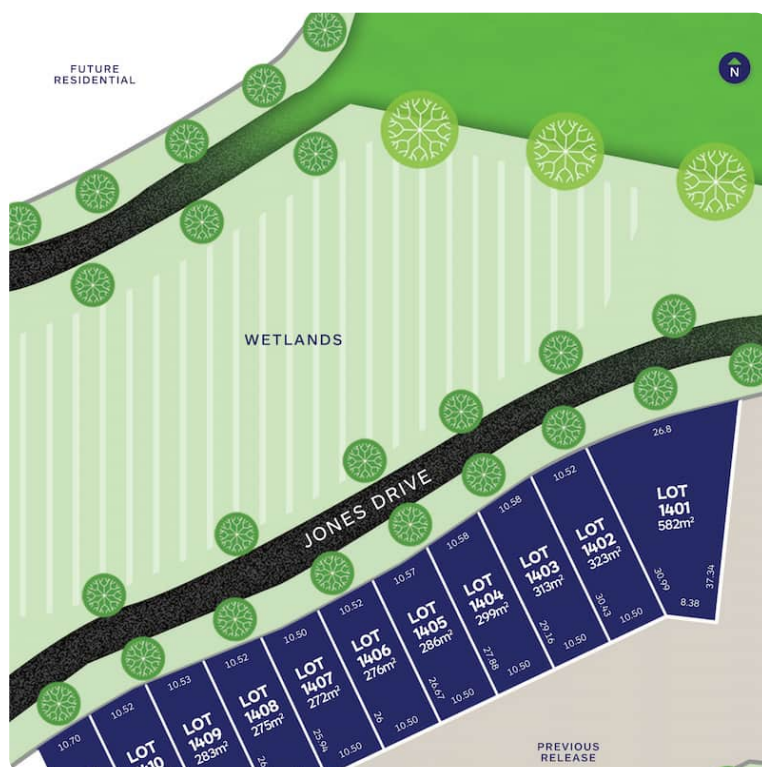 FUTURE
RESIDENTIAL
N
WETLANDS
JONES DRIVE
26.8
LOT
1401
582m²
30.99
37.34
8.38
10.52
LOT
1402
323m²
30.43
10.50
10.58
LOT
1403
313m²
29.16
10.50
10.58
LOT
1404
299m²
27.88
10.50
10.57
LOT
1405
286m²
26.67
10.50
10.52
LOT
1406
276m²
26
10.50
10.50
LOT
1407
272m²
25.94
10.50
10.52
LOT
1408
275m²
10.53
LOT
1409
283m²
10.52
LOT
10.70
PREVIOUS
RELEASE